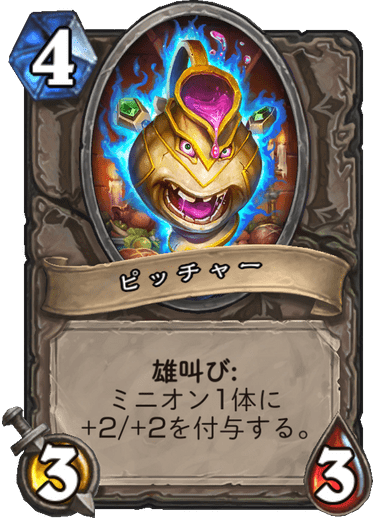 4
ピッチャー
雄叫び:
ミニオン1体に
+2/+2を付与する。
3
3